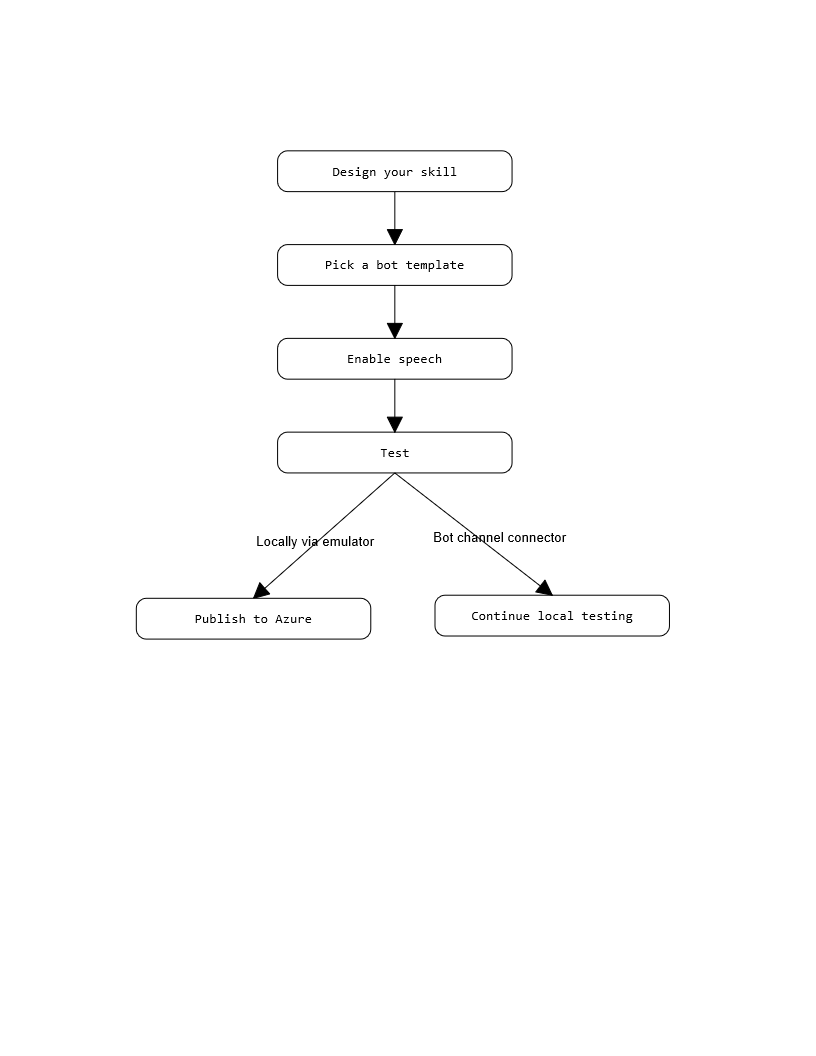 Design your skill
Pick a bot template
Enable speech
Test
Locally via emulator
Bot channel connector
Publish to Azure
Continue local testing